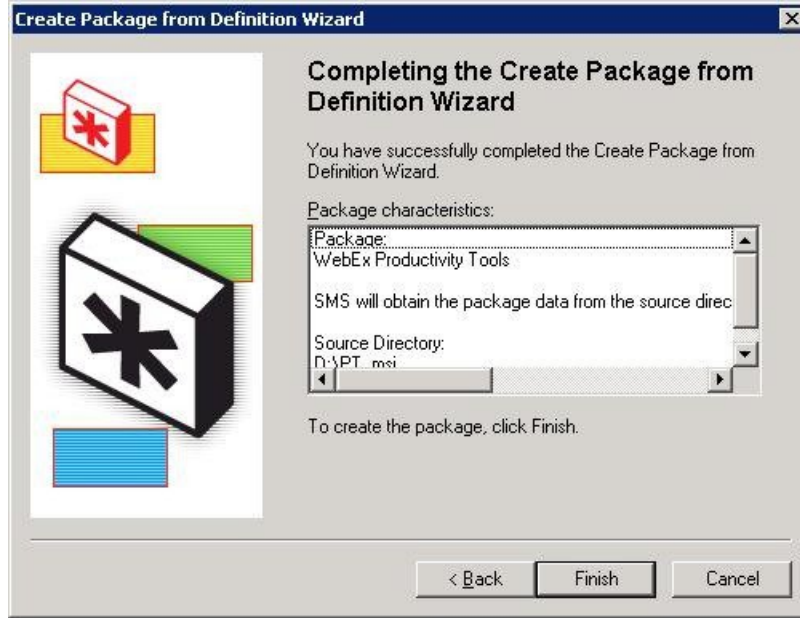 Create Package from Definition Wizard
Completing the Create Package from
Definition Wizard
You have successfully completed the Create Package from
Definition Wizard.
Package characteristics:
Package:
WebEx Productivity Tools
SMS will obtain the package data from the source direc
Source Directory:
D:\PT_msi
To create the package, click Finish.
< Back
Finish
Cancel